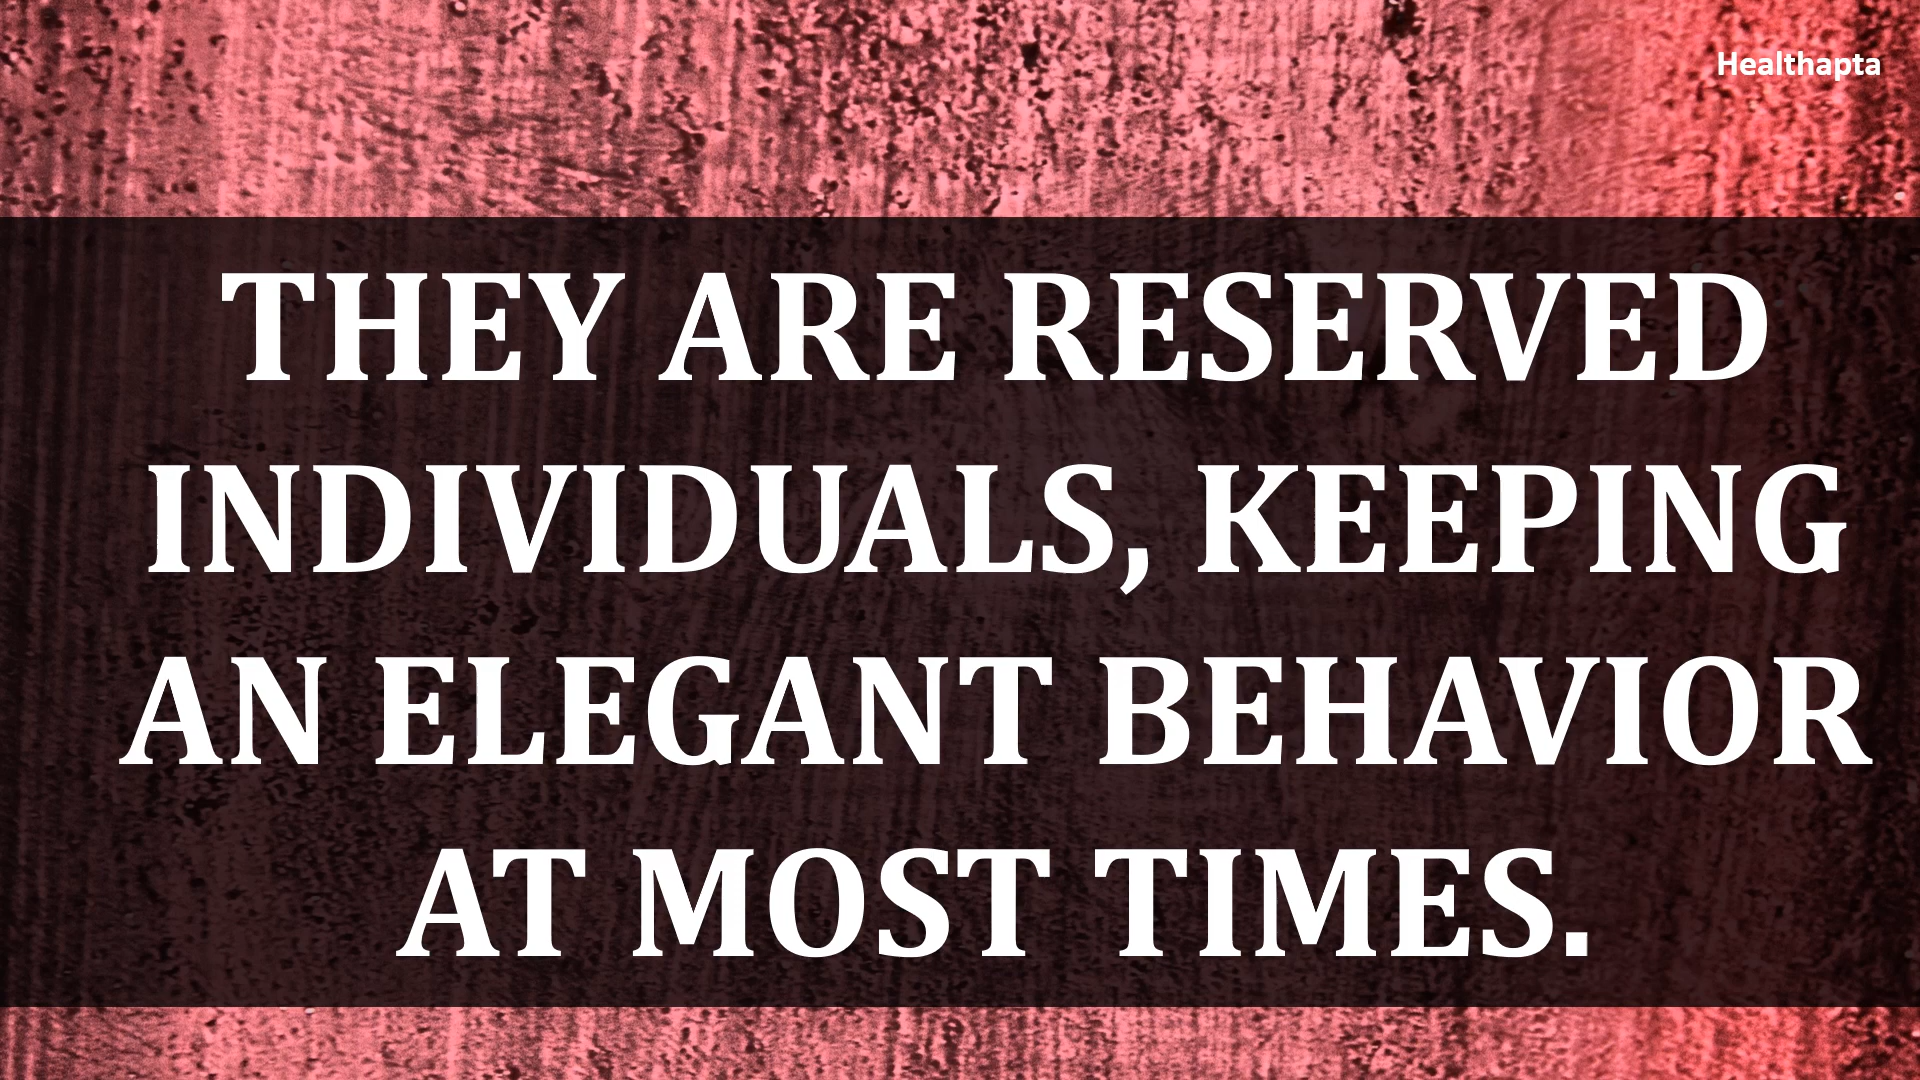 Healthapta
THEY ARE RESERVED
INDIVIDUALS, KEEPING
AN ELEGANT BEHAVIOR
AT MOST TIMES.